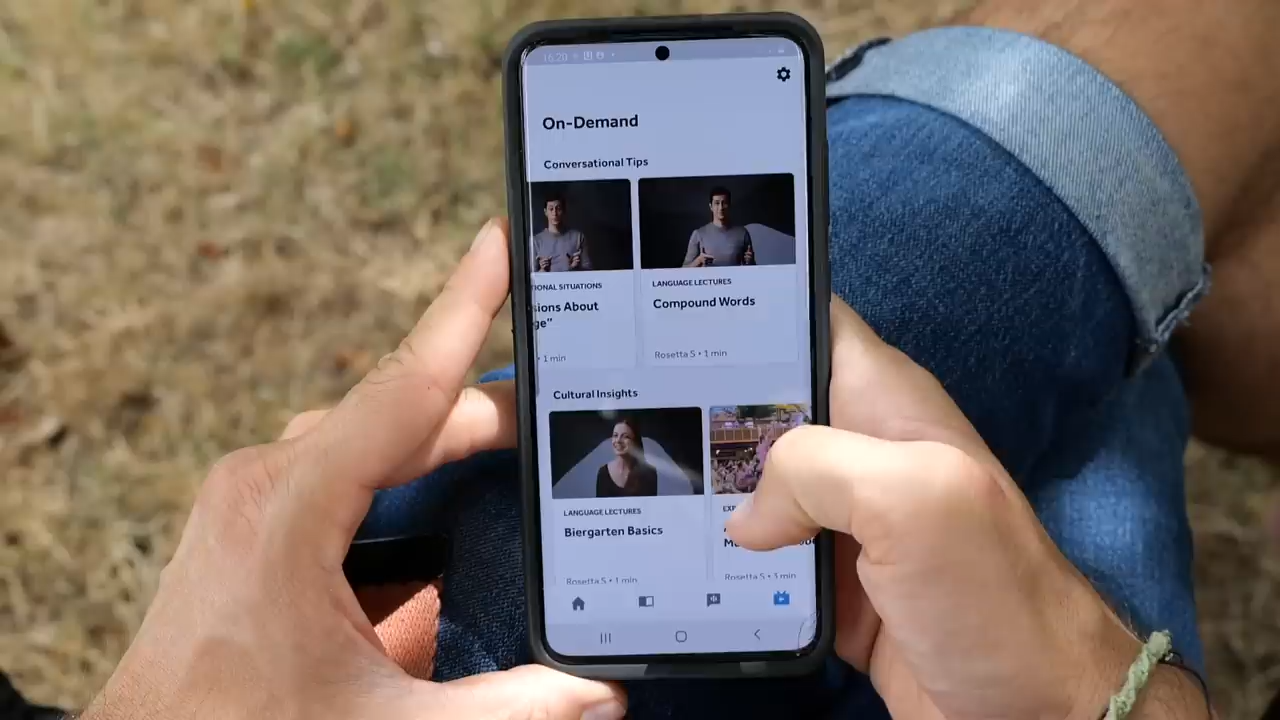 16:20
On-Demand
Conversational Tips
IONAL SITUATIONS
sions About
ge"
• 1 min
LANGUAGE LECTURES
Compound Words
Rosetta S • 1 min
Cultural Insights
LANGUAGE LECTURES
Biergarten Basics
Rosetta S • 1 min
EXP
Rosetta S • 3 min